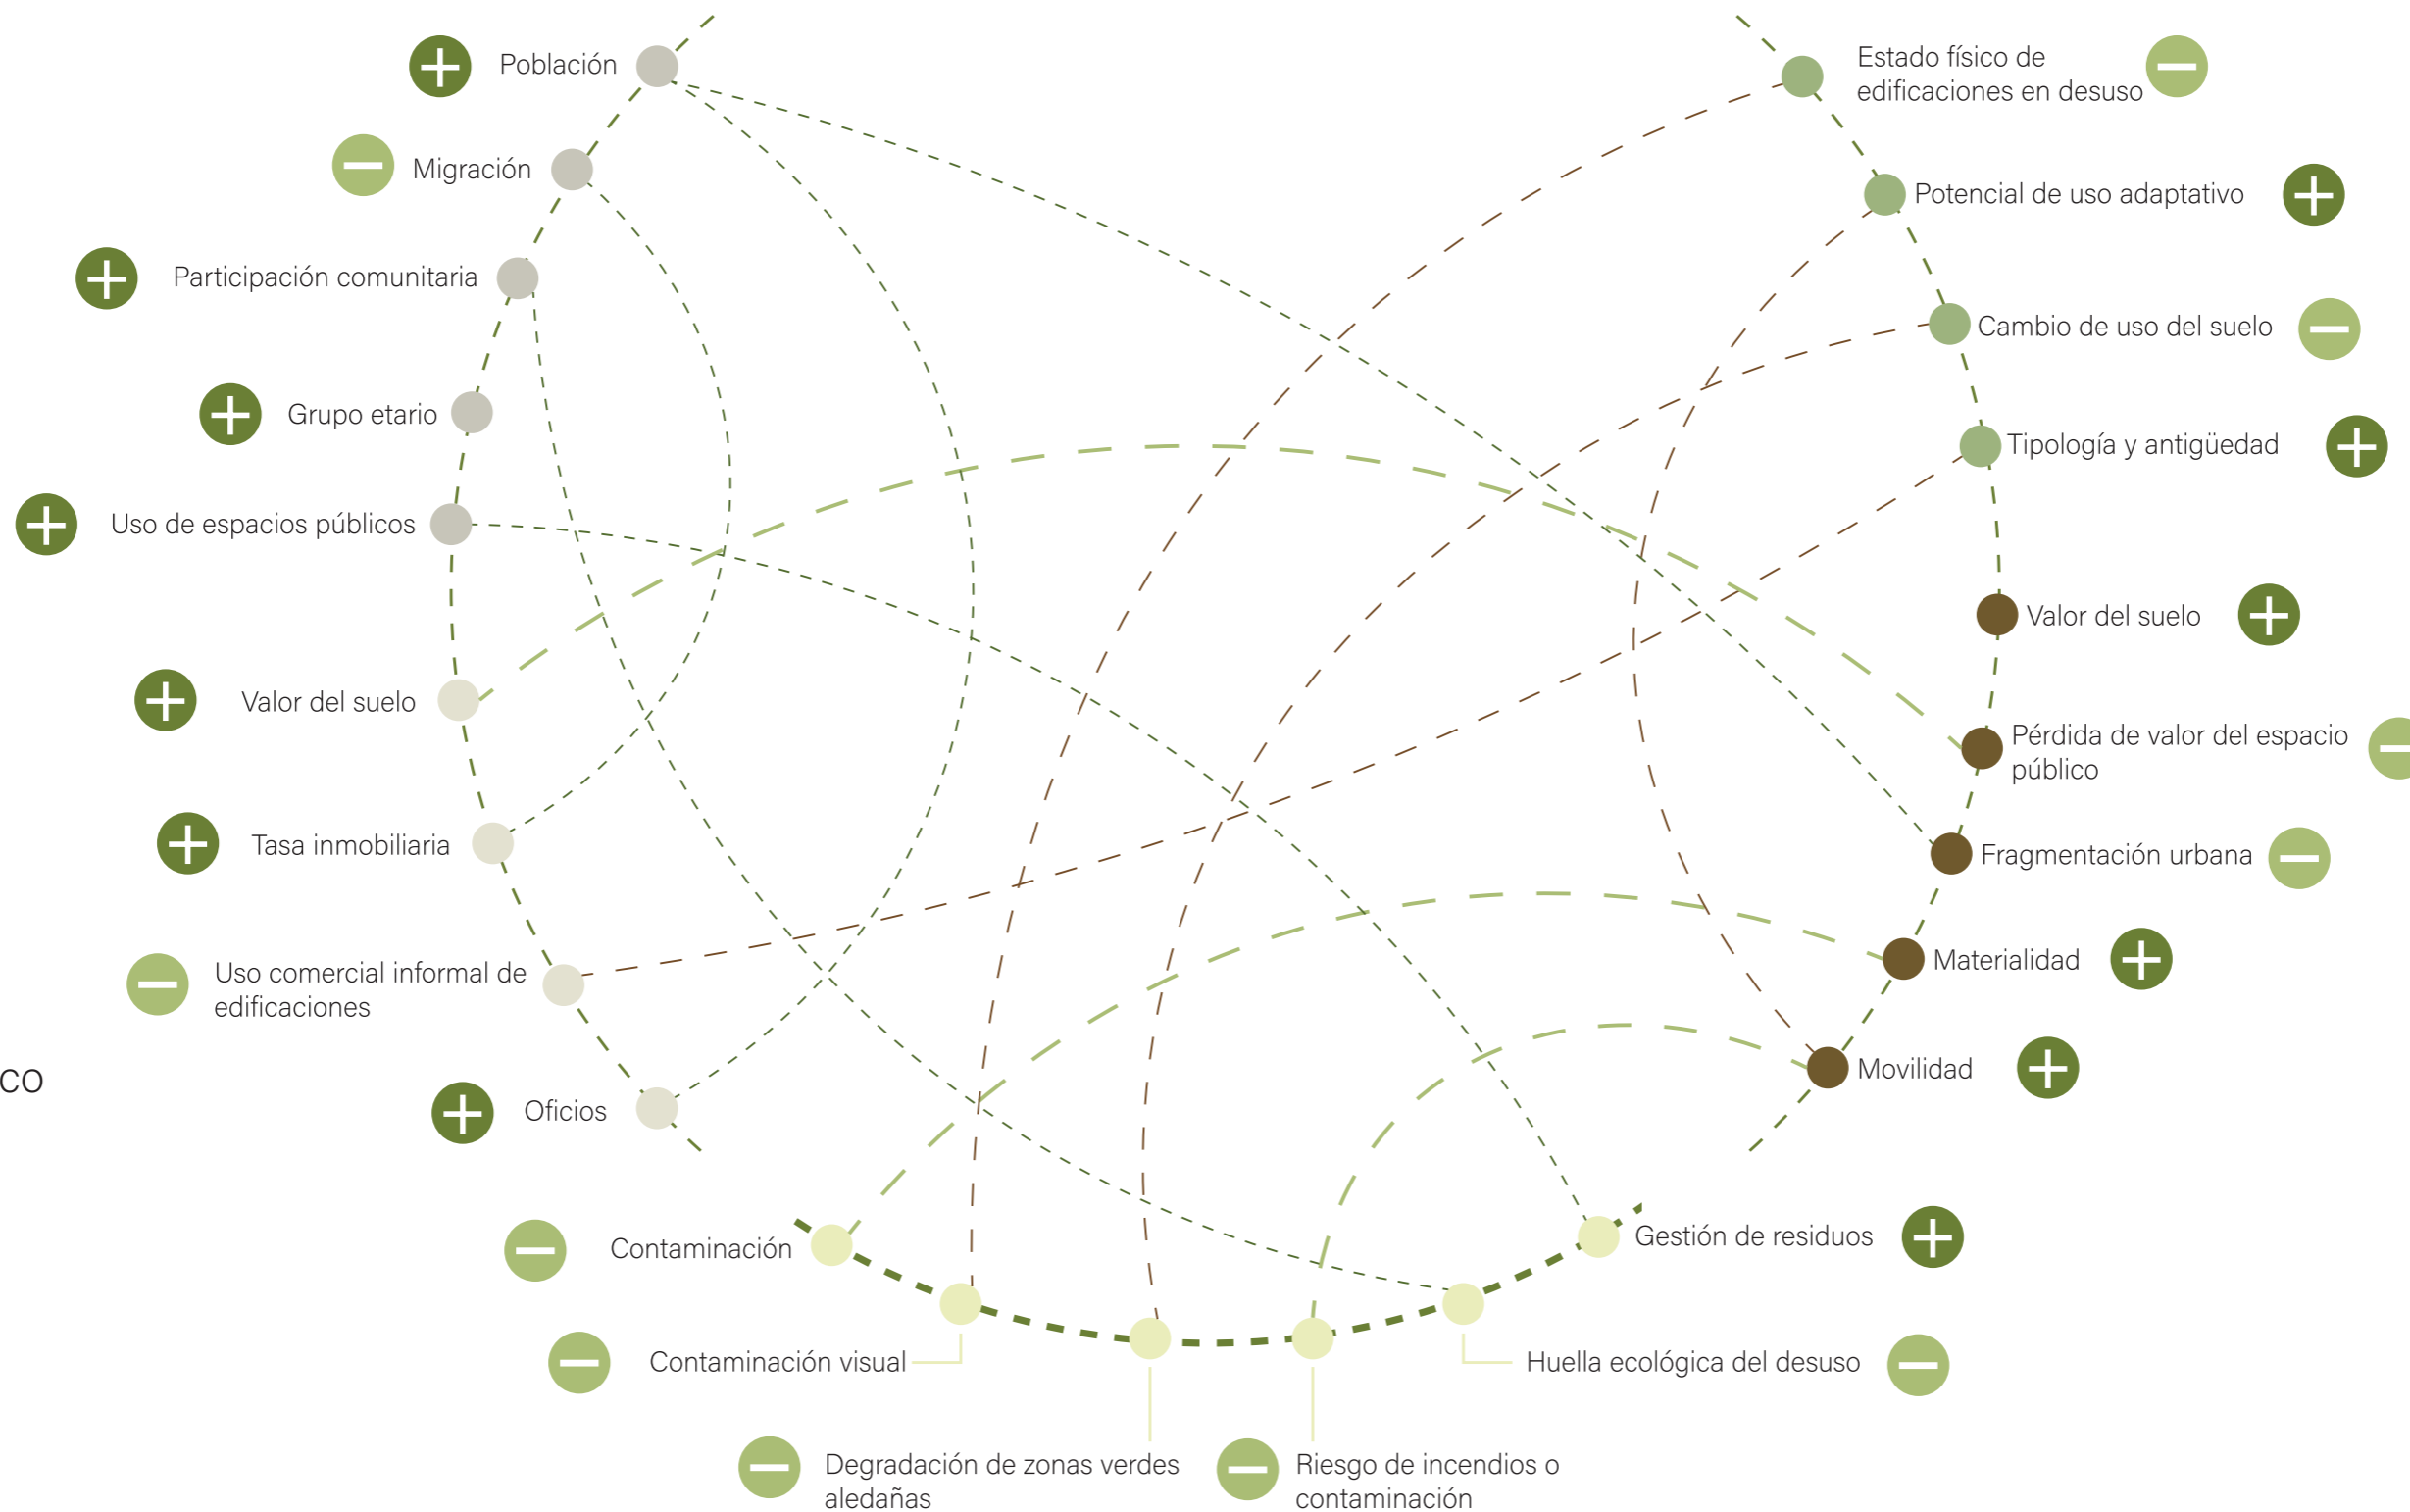 Población
Migración
Participación comunitaria
Grupo etario
Uso de espacios públicos
Valor del suelo
Tasa inmobiliaria
Uso comercial informal de
edificaciones
co
Oficios
Contaminación
Contaminación visual
Degradación de zonas verdes
aledañas
Riesgo de incendios o
contaminación
Huella ecológica del desuso
Gestión de residuos
Estado físico de
edificaciones en desuso
Potencial de uso adaptativo
Cambio de uso del suelo
Tipología y antigüedad
Valor del suelo
Pérdida de valor del espacio
público
Fragmentación urbana
Materialidad
Movilidad